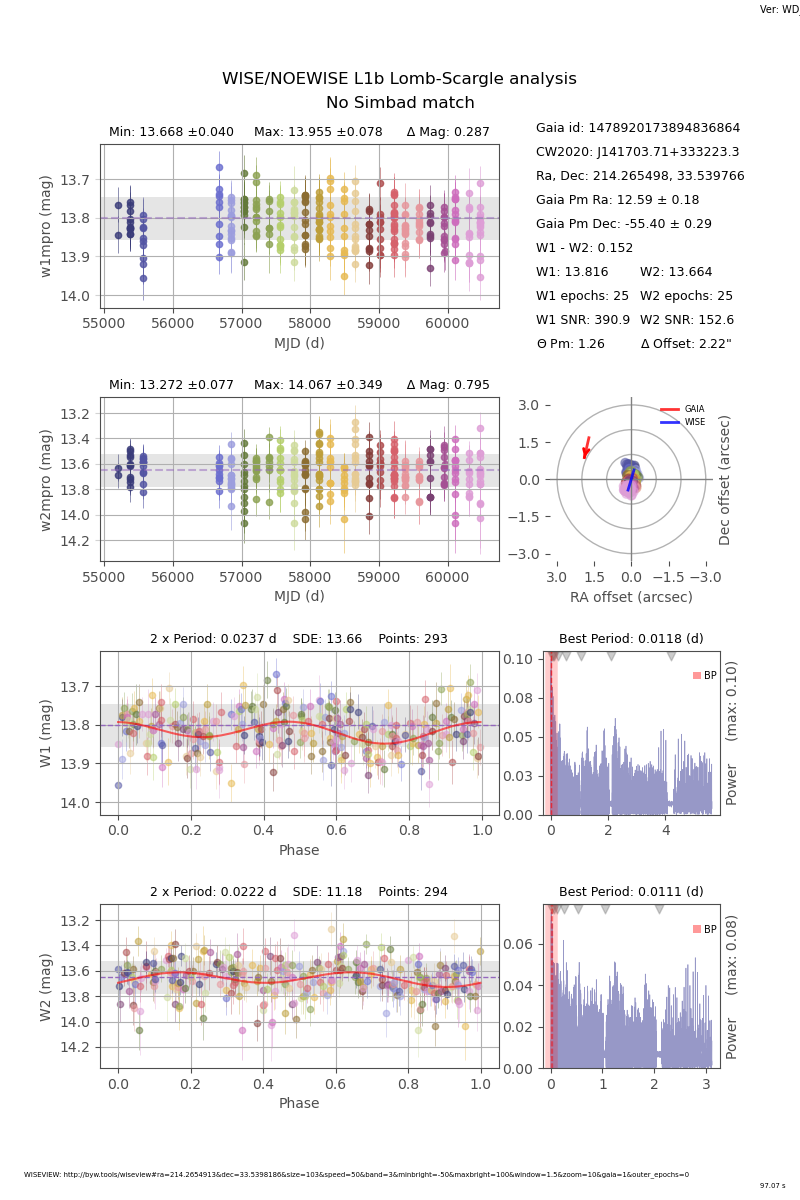 Ver: WD_
WISE/NOEWISE L1b Lomb-Scargle analysis
No Simbad match
Min: 13.668 ±0.040 Max: 13.955 ±0.078 Δ Mag: 0.287
13.7
13.8
13.9
14.0
w1mpro (mag)
55000 56000 57000 58000 59000 60000
MJD (d)
Gaia id: 1478920173894836864
CW2020: J141703.71+333223.3
Ra, Dec: 214.265498, 33.539766
Gaia Pm Ra: 12.59 ± 0.18
Gaia Pm Dec: -55.40 ± 0.29
W1 - W2: 0.152
W1: 13.816 W2: 13.664
W1 epochs: 25 W2 epochs: 25
W1 SNR: 390.9 W2 SNR: 152.6
Θ Pm: 1.26 Δ Offset: 2.22"
Min: 13.272 ±0.077 Max: 14.067 ±0.349 Δ Mag: 0.795
13.2
13.4
13.6
13.8
14.0
14.2
w2mpro (mag)
55000 56000 57000 58000 59000 60000
MJD (d)
3.0
1.5
0.0
−1.5
−3.0
GAIA
WISE
Dec offset (arcsec)
3.0 1.5 0.0 −1.5 −3.0
RA offset (arcsec)
2 x Period: 0.0237 d SDE: 13.66 Points: 293
13.7
13.8
13.9
14.0
W1 (mag)
0.0 0.2 0.4 0.6 0.8 1.0
Phase
Best Period: 0.0118 (d)
0.10
0.08
0.05
0.03
0.00
BP
Power (max: 0.10)
0 2 4
2 x Period: 0.0222 d SDE: 11.18 Points: 294
13.2
13.4
13.6
13.8
14.0
14.2
W2 (mag)
0.0 0.2 0.4 0.6 0.8 1.0
Phase
Best Period: 0.0111 (d)
0.06
0.04
0.02
0.00
BP
Power (max: 0.08)
0 1 2 3
WISEVIEW: http://byw.tools/wiseview#ra=214.2654913&dec=33.5398186&size=103&speed=50&band=3&minbright=-50&maxbright=100&window=1.5&zoom=10&gaia=1&outer_epochs=0
97.07 s